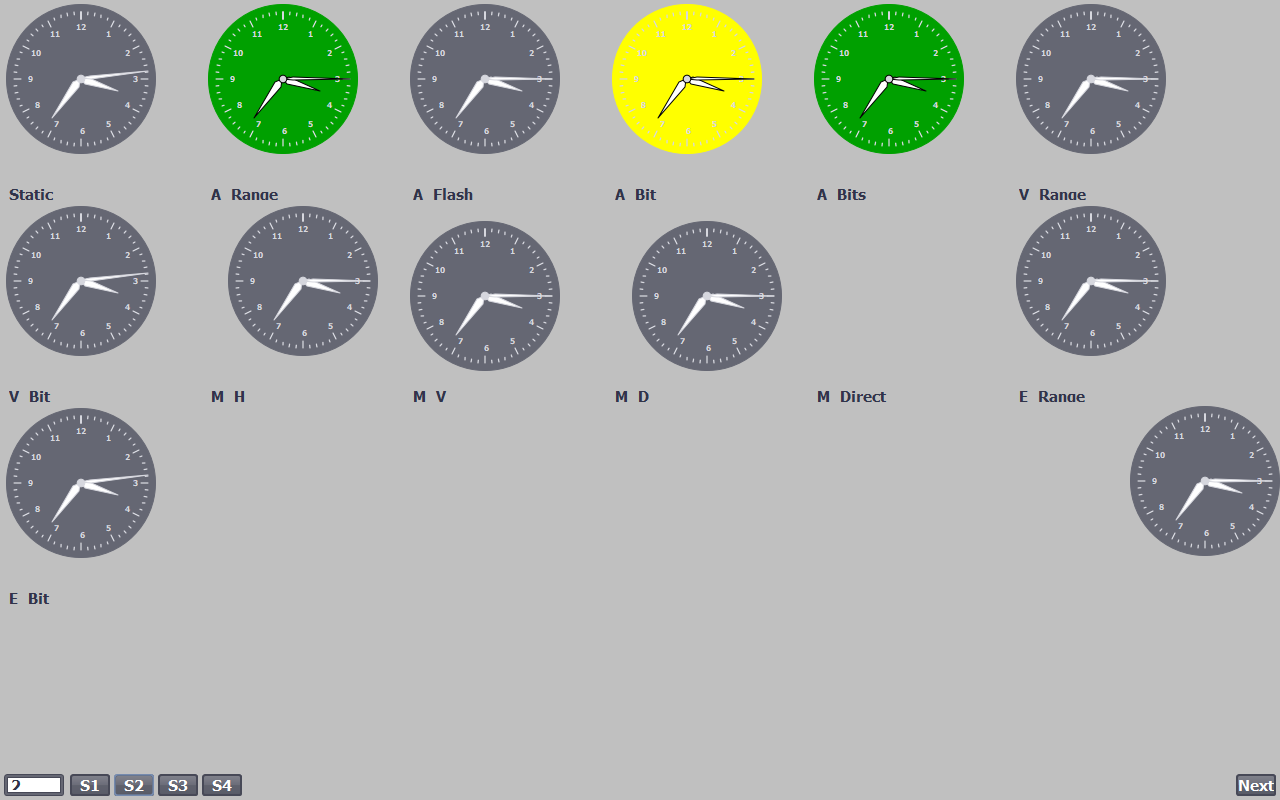 Static A Range A Flash A Bit A Bits V Range
V Bit M H M V M D M Direct E Range
E Bit
2 S1 S2 S3 S4 Next